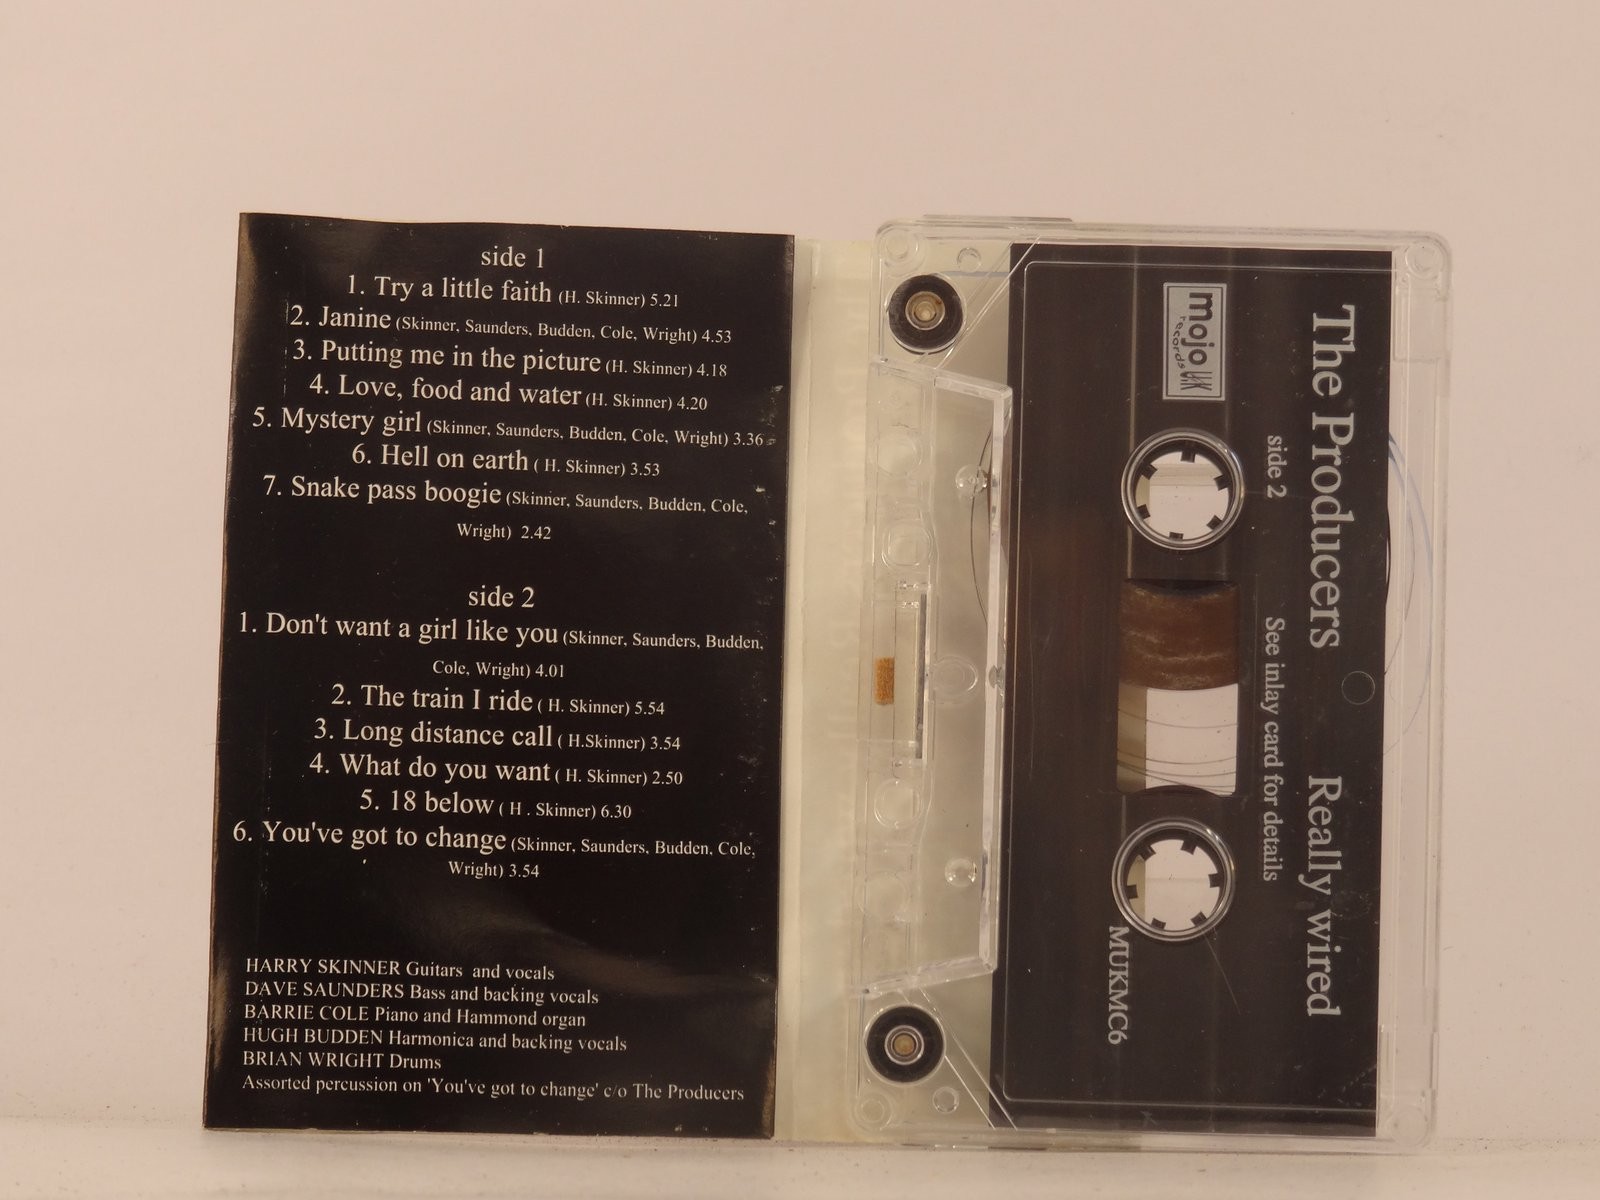 side 1
1. Try a little faith (H. Skinner) 5.21
2. Janine (Skinner, Saunders, Budden, Cole, Wright) 4.53
3. Putting me in the picture (H. Skinner) 4.18
4. Love, food and water (H. Skinner) 4.20
5. Mystery girl (Skinner, Saunders, Budden, Cole, Wright) 3.36
6. Hell on earth ( H. Skinner) 3.53
7. Snake pass boogie (Skinner, Saunders, Budden, Cole,
Wright) 2.42
side 2
1. Don't want a girl like you (Skinner, Saunders, Budden,
Cole, Wright) 4.01
2. The train I ride ( H. Skinner) 5.54
3. Long distance call ( H.Skinner) 3.54
4. What do you want ( H. Skinner) 2.50
5. 18 below ( H . Skinner) 6.30
6. You've got to change (Skinner, Saunders, Budden, Cole,
Wright) 3.54
HARRY SKINNER Guitars and vocals
DAVE SAUNDERS Bass and backing vocals
BARRIE COLE Piano and Hammond organ
HUGH BUDDEN Harmonica and backing vocals
BRIAN WRIGHT Drums
Assorted percussion on 'You've got to change' c/o The Producers
The Producers Really wired
side 2 See inlay card for details
mojo
records UK
MUKMC6